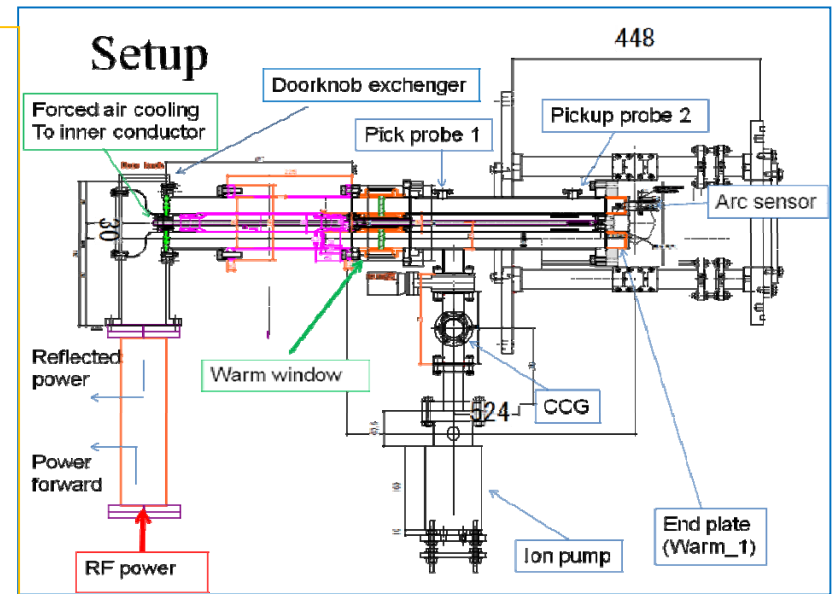 Setup
448
Doorknob exchenger
Forced air cooling
To inner conductor
Pick probe 1
Pickup probe 2
Arc sensor
30
Reflected
power
Warm window
CCG
524
Power
forward
End plate
(Warm_1)
Ion pump
RF power